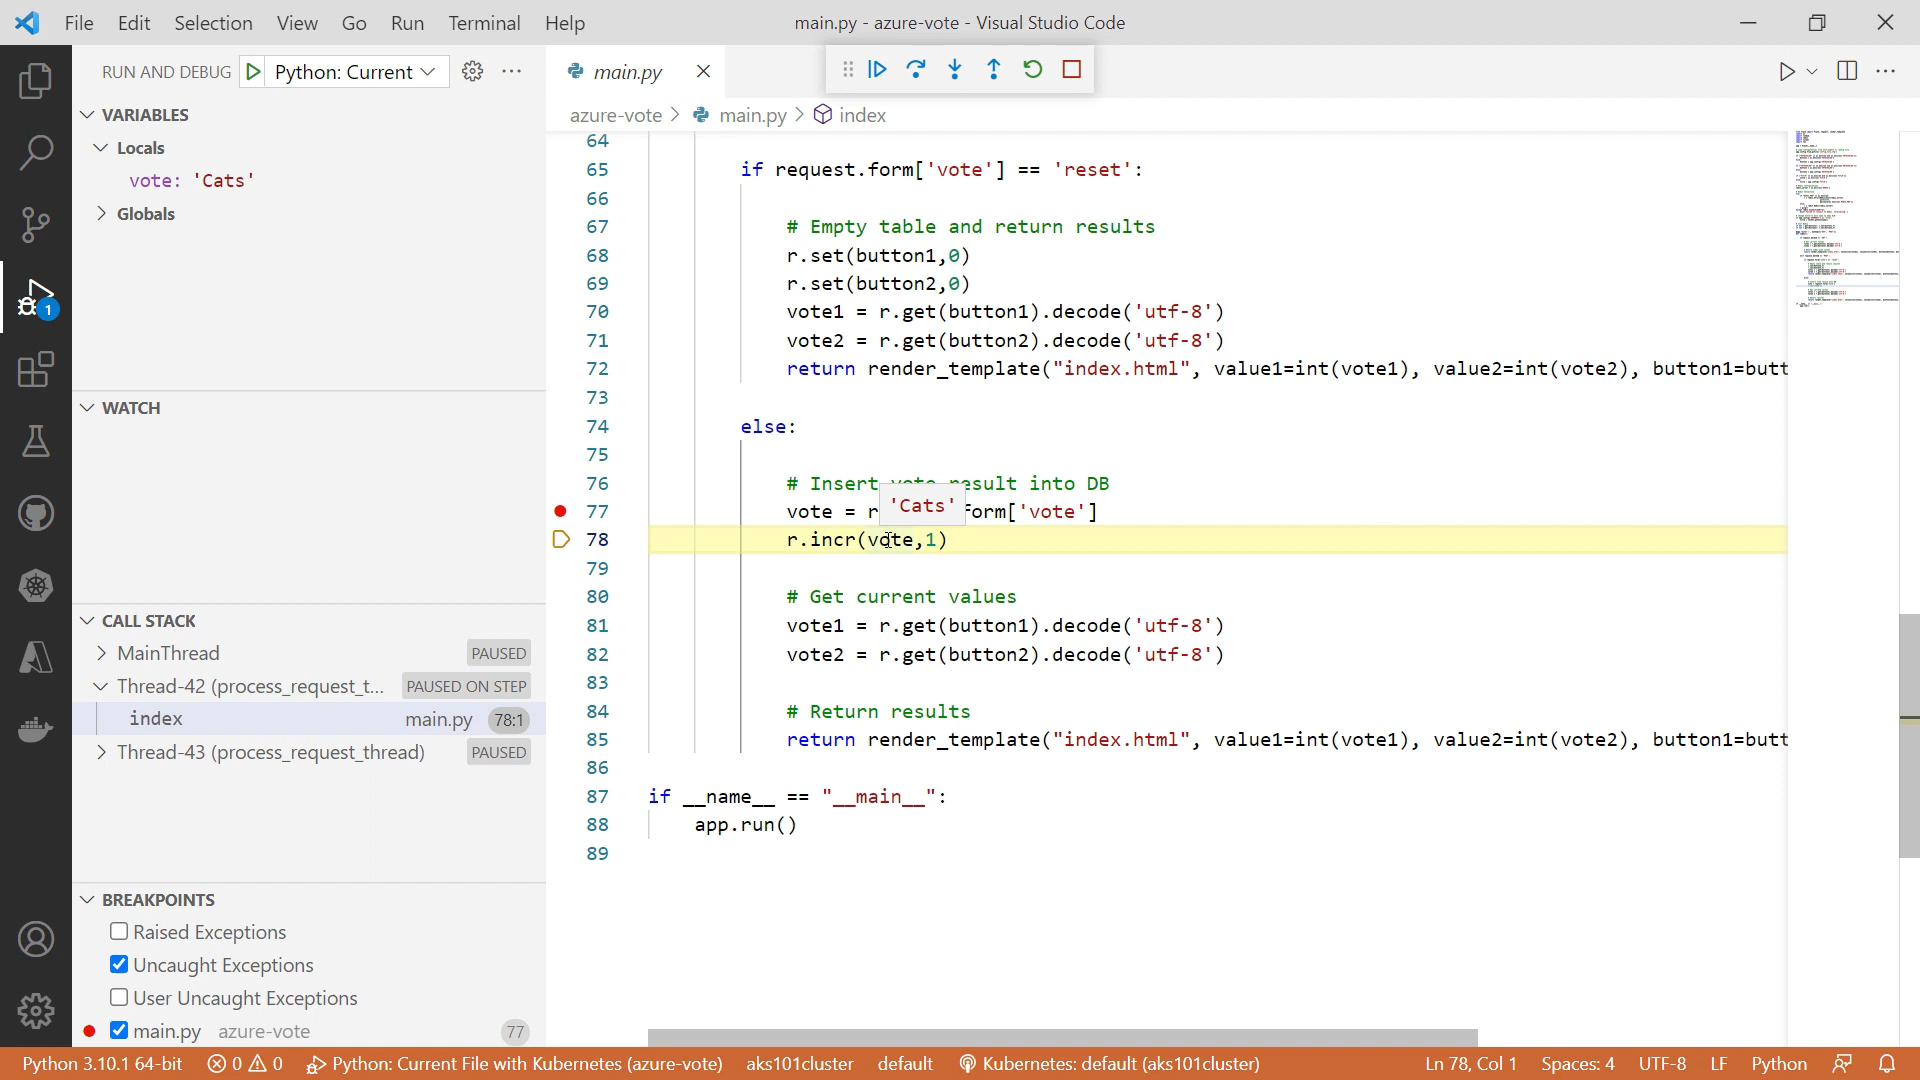 File Edit Selection View Go Run Terminal Help
main.py - azure-vote - Visual Studio Code
RUN AND DEBUG
Python: Current
main.py
azure-vote > main.py > index
VARIABLES
Locals
vote: 'Cats'
Globals
WATCH
CALL STACK
MainThread PAUSED
Thread-42 (process_request_t... PAUSED ON STEP
index main.py 78:1
Thread-43 (process_request_thread) PAUSED
BREAKPOINTS
Raised Exceptions
Uncaught Exceptions
User Uncaught Exceptions
main.py azure-vote 77
1
64
65 if request.form['vote'] == 'reset':
66
67 # Empty table and return results
68 r.set(button1,0)
69 r.set(button2,0)
70 vote1 = r.get(button1).decode('utf-8')
71 vote2 = r.get(button2).decode('utf-8')
72 return render_template("index.html", value1=int(vote1), value2=int(vote2), button1=butt
73
74 else:
75
76 # Insert vote result into DB
'Cats'
77 vote = r form['vote']
78 r.incr(vote,1)
79
80 # Get current values
81 vote1 = r.get(button1).decode('utf-8')
82 vote2 = r.get(button2).decode('utf-8')
83
84 # Return results
85 return render_template("index.html", value1=int(vote1), value2=int(vote2), button1=butt
86
87 if __name__ == "__main__":
88 app.run()
89
Python 3.10.1 64-bit 0 0 Python: Current File with Kubernetes (azure-vote) aks101cluster default Kubernetes: default (aks101cluster) Ln 78, Col 1 Spaces: 4 UTF-8 LF Python